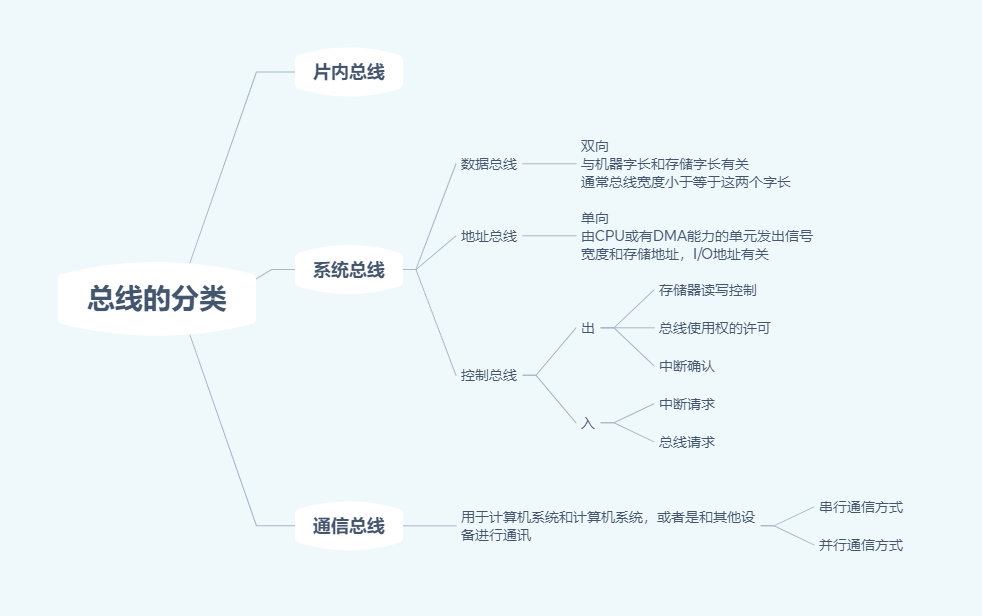 总线的分类
片内总线
系统总线
数据总线
双向
与机器字长和存储字长有关
通常总线宽度小于等于这两个字长
地址总线
单向
由CPU或有DMA能力的单元发出信号
宽度和存储地址，I/O地址有关
控制总线
出
存储器读写控制
总线使用权的许可
中断确认
入
中断请求
总线请求
通信总线
用于计算机系统和计算机系统，或者是和其他设
备进行通讯
串行通信方式
并行通信方式